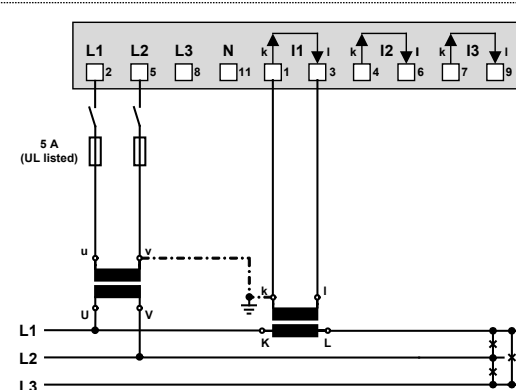 L1 L2 L3 N k I1 l k I2 l k I3 l
2 5 8 11 1 3 4 6 7 9
5 A
(UL listed)
u v
k l
U V
L1
K L
L2
L3